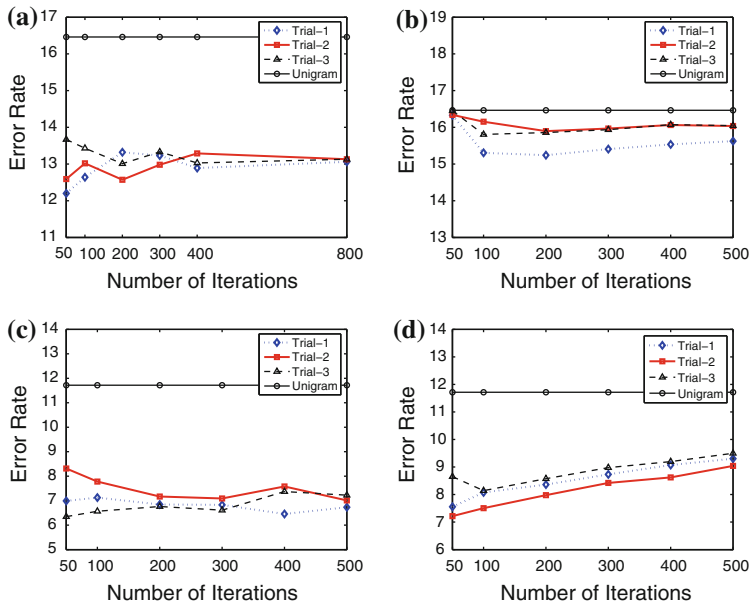 (a)
17
16
15
14
13
12
11
Error Rate
50 100 200 300 400 800
Number of Iterations
Trial-1
Trial-2
Trial-3
Unigram
(b)
19
18
17
16
15
14
13
Error Rate
50 100 200 300 400 500
Number of Iterations
Trial-1
Trial-2
Trial-3
Unigram
(c)
14
13
12
11
10
9
8
7
6
5
Error Rate
50 100 200 300 400 500
Number of Iterations
Trial-1
Trial-2
Trial-3
Unigram
(d)
14
13
12
11
10
9
8
7
6
Error Rate
50 100 200 300 400 500
Number of Iterations
Trial-1
Trial-2
Trial-3
Unigram